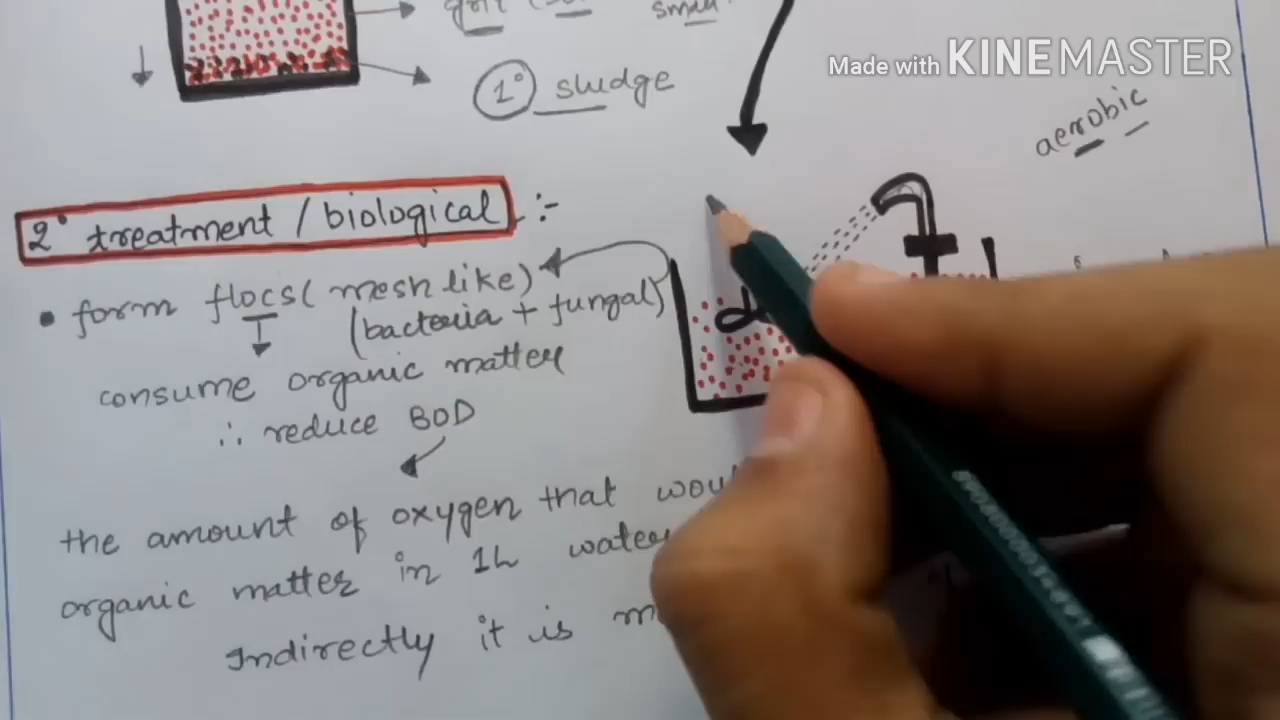 small.
Made with KINEMASTER
1° sludge
aerobic
2° treatment / biological :-
• form flocs (mesh like)
(bacteria + fungal)
consume organic matter
∴ reduce BOD
the amount of oxygen that
organic matter in 1L water
Indirectly it is